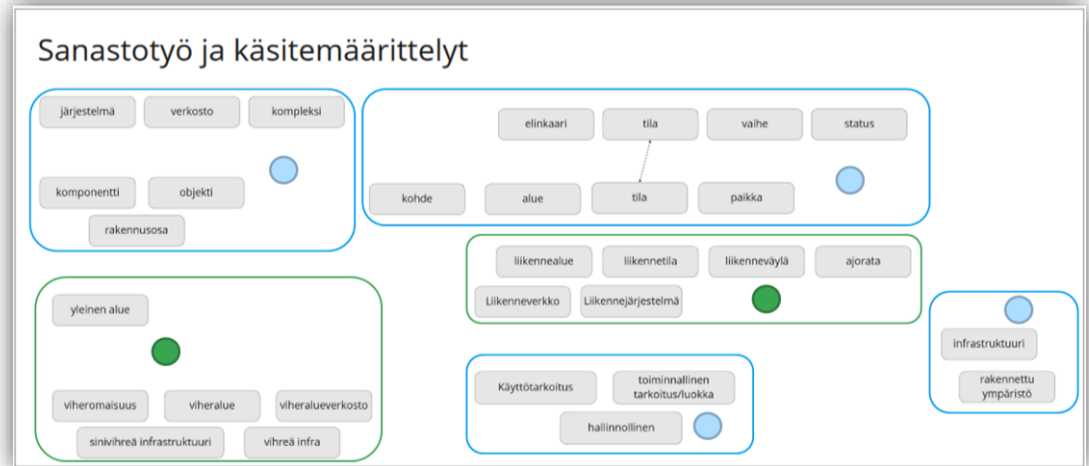 Sanastotyö ja käsitemäärittelyt
järjestelmä
verkosto
kompleksi
komponentti
objekti
rakennusosa
elinkaari
tila
vaihe
status
kohde
alue
tila
paikka
liikennealue
liikennetila
liikenneväylä
ajorata
Liikenneverkko
Liikennejärjestelmä
yleinen alue
viheromaisuus
viheralue
viheralueverkosto
sinivihreä infrastruktuuri
vihreä infra
Käyttötarkoitus
toiminnallinen
tarkoitus/luokka
hallinnollinen
infrastruktuuri
rakennettu
ympäristö